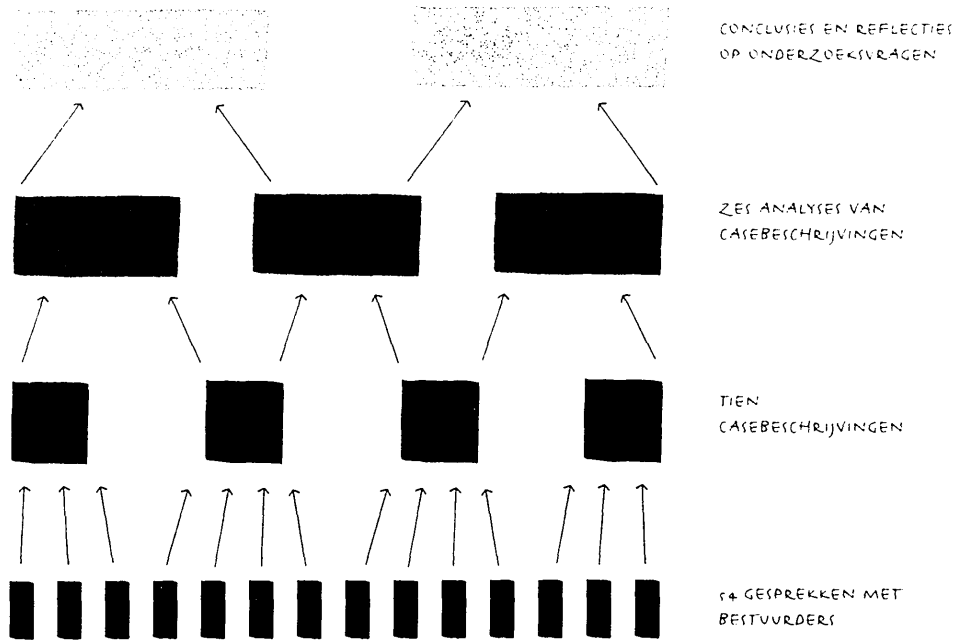 CONCLUSIES EN REFLECTIES
OP ONDERZOEKSVRAGEN
ZES ANALYSES VAN
CASEBESCHRIJVINGEN
TIEN
CASEBESCHRIJVINGEN
54 GESPREKKEN MET
BESTUURDERS